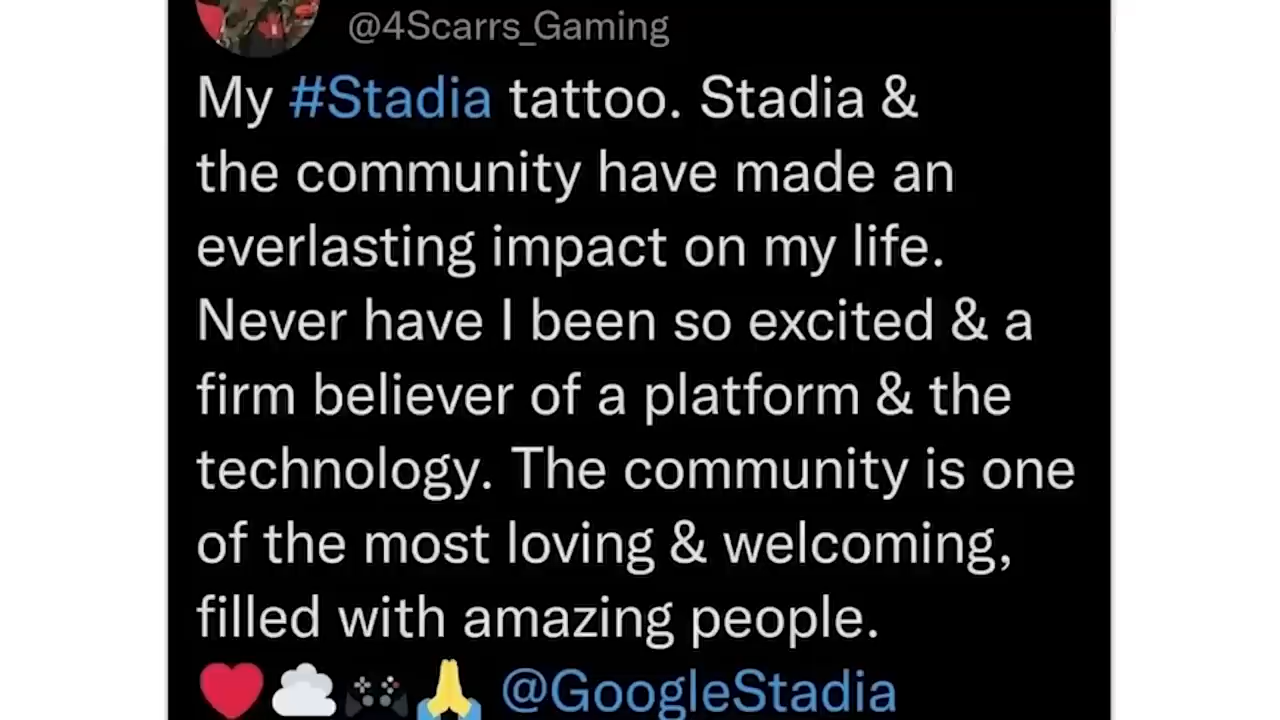 @4Scarrs_Gaming
My #Stadia tattoo. Stadia &
the community have made an
everlasting impact on my life.
Never have I been so excited & a
firm believer of a platform & the
technology. The community is one
of the most loving & welcoming,
filled with amazing people.
❤️☁️🎮🙏 @GoogleStadia